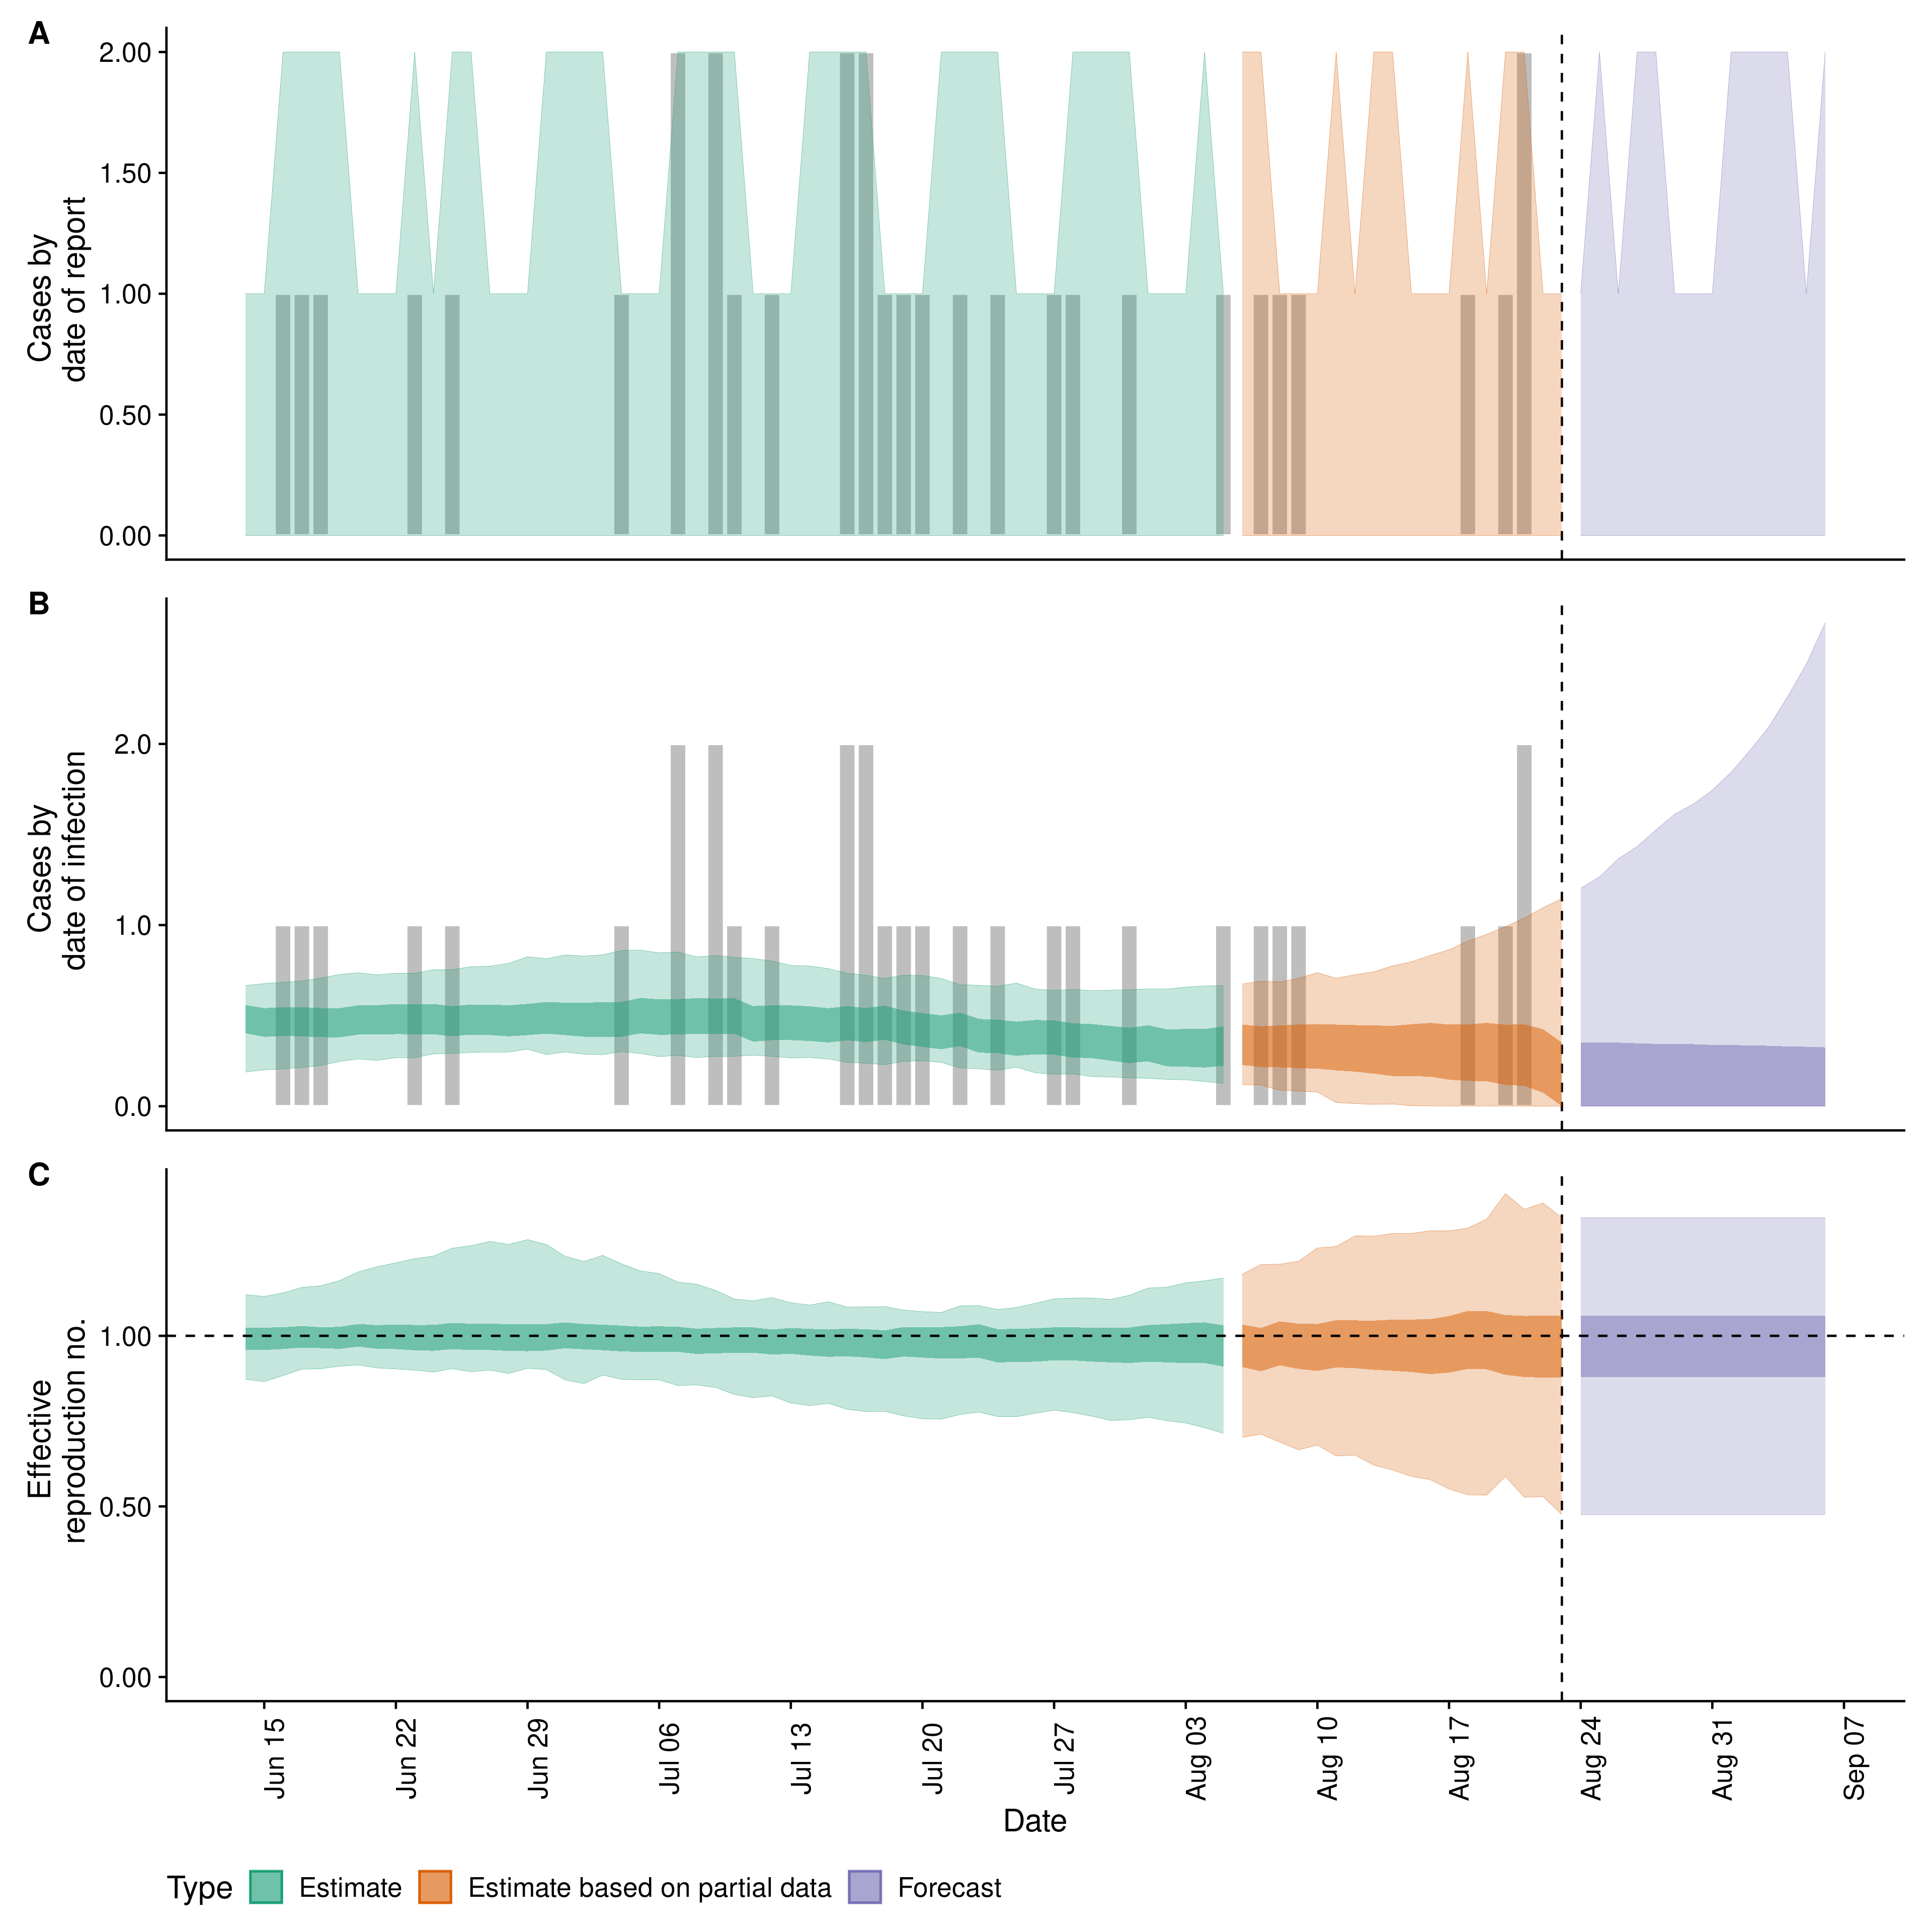 A
Cases by
date of report
2.00
1.50
1.00
0.50
0.00
B
Cases by
date of infection
2.0
1.0
0.0
C
Effective
reproduction no.
1.00
0.50
0.00
Jun 15
Jun 22
Jun 29
Jul 06
Jul 13
Jul 20
Jul 27
Aug 03
Aug 10
Aug 17
Aug 24
Aug 31
Sep 07
Date
Type Estimate Estimate based on partial data Forecast